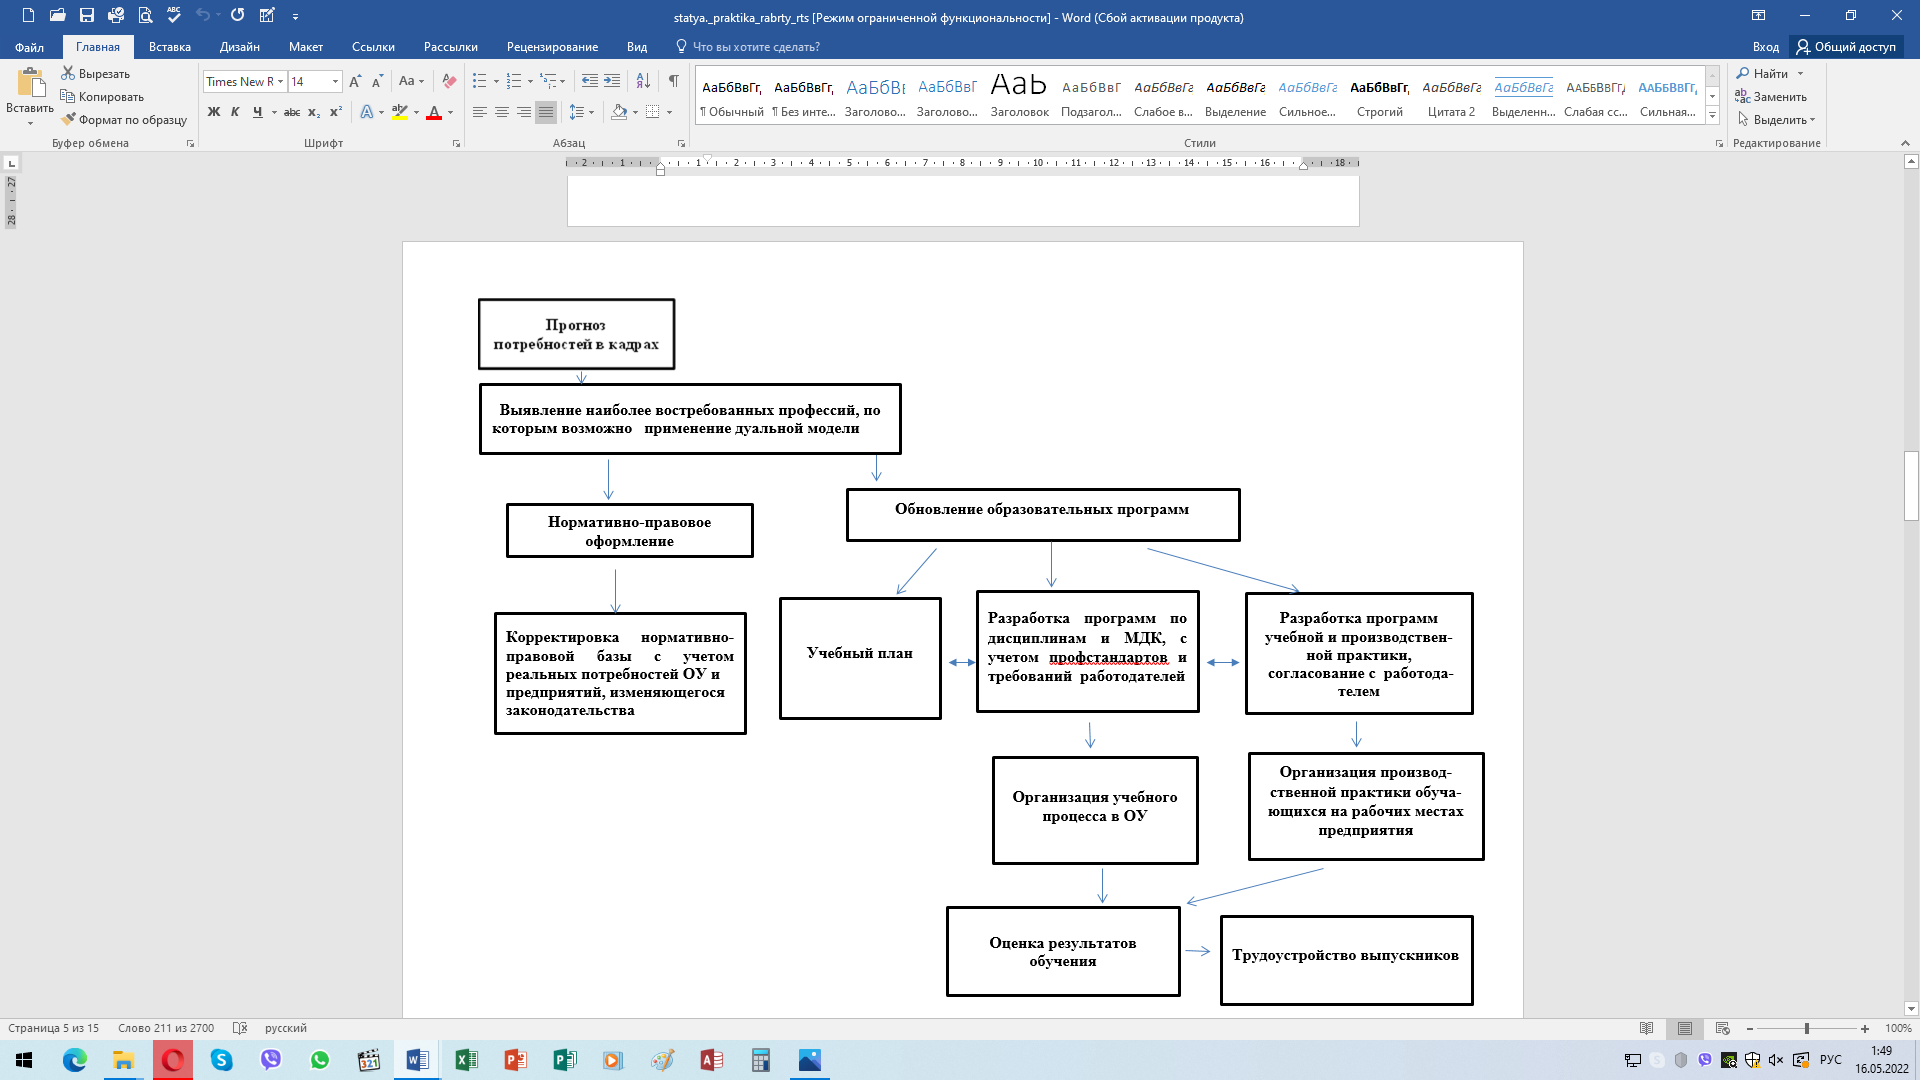 statya._praktika_rabrty_rts [Режим ограниченной функциональности] - Word (Сбой активации продукта)
Файл
Главная
Вставка
Дизайн
Макет
Ссылки
Рассылки
Рецензирование
Вид
Что вы хотите сделать?
Вход
Общий доступ
Вставить
Вырезать
Копировать
Формат по образцу
Буфер обмена
Times New R
14
Шрифт
Абзац
АаБбВвГг,
¶ Обычный
АаБбВвГг,
¶ Без инте...
Заголово...
Заголово...
Заголовок
Подзагол...
Слабое в...
Выделение
Сильное...
Строгий
Цитата 2
Выделенн...
Слабая сс...
Сильная...
Стили
Найти
Заменить
Выделить
Редактирование
Прогноз
потребностей в кадрах
Выявление наиболее востребованных профессий, по
которым возможно применение дуальной модели
Нормативно-правовое
оформление
Обновление образовательных программ
Корректировка нормативно-
правовой базы с учетом
реальных потребностей ОУ и
предприятий, изменяющегося
законодательства
Учебный план
Разработка программ по
дисциплинам и МДК, с
учетом профстандартов и
требований работодателей
Разработка программ
учебной и производствен-
ной практики,
согласование с работода-
телем
Организация учебного
процесса в ОУ
Организация производ-
ственной практики обуча-
ющихся на рабочих местах
предприятия
Оценка результатов
обучения
Трудоустройство выпускников
Страница 5 из 15
Слово 211 из 2700
русский
100%
РУС
1:49
16.05.2022